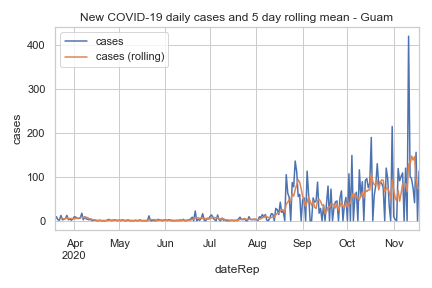 New COVID-19 daily cases and 5 day rolling mean - Guam
cases
cases (rolling)
400
300
200
100
0
cases
Apr May Jun Jul Aug Sep Oct Nov
2020
dateRep